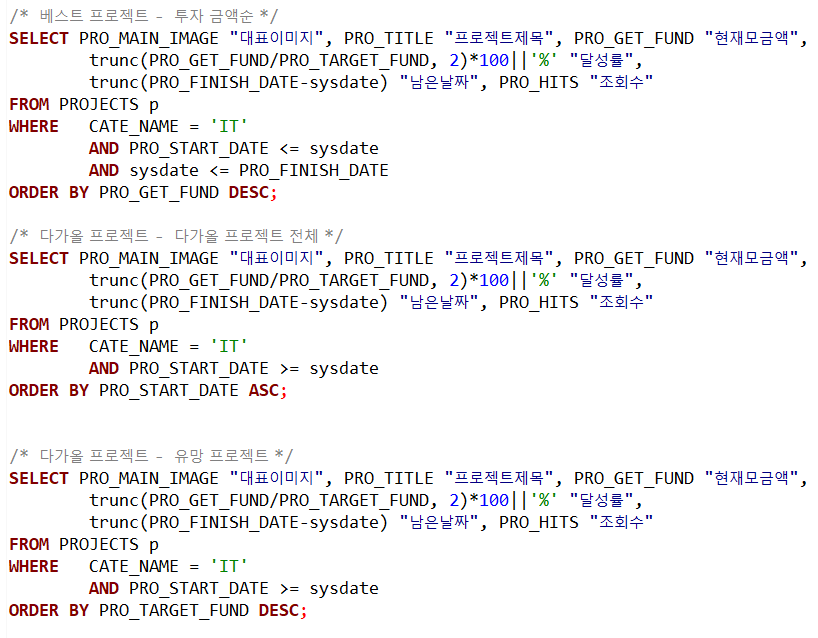 /* 베스트 프로젝트 - 투자 금액순 */
SELECT PRO_MAIN_IMAGE "대표이미지", PRO_TITLE "프로젝트제목", PRO_GET_FUND "현재모금액",
        trunc(PRO_GET_FUND/PRO_TARGET_FUND, 2)*100||'%' "달성률",
        trunc(PRO_FINISH_DATE-sysdate) "남은날짜", PRO_HITS "조회수"
FROM PROJECTS p
WHERE   CATE_NAME = 'IT'
        AND PRO_START_DATE <= sysdate
        AND sysdate <= PRO_FINISH_DATE
ORDER BY PRO_GET_FUND DESC;
/* 다가올 프로젝트 - 다가올 프로젝트 전체 */
SELECT PRO_MAIN_IMAGE "대표이미지", PRO_TITLE "프로젝트제목", PRO_GET_FUND "현재모금액",
        trunc(PRO_GET_FUND/PRO_TARGET_FUND, 2)*100||'%' "달성률",
        trunc(PRO_FINISH_DATE-sysdate) "남은날짜", PRO_HITS "조회수"
FROM PROJECTS p
WHERE   CATE_NAME = 'IT'
        AND PRO_START_DATE >= sysdate
ORDER BY PRO_START_DATE ASC;
/* 다가올 프로젝트 - 유망 프로젝트 */
SELECT PRO_MAIN_IMAGE "대표이미지", PRO_TITLE "프로젝트제목", PRO_GET_FUND "현재모금액",
        trunc(PRO_GET_FUND/PRO_TARGET_FUND, 2)*100||'%' "달성률",
        trunc(PRO_FINISH_DATE-sysdate) "남은날짜", PRO_HITS "조회수"
FROM PROJECTS p
WHERE   CATE_NAME = 'IT'
        AND PRO_START_DATE >= sysdate
ORDER BY PRO_TARGET_FUND DESC;